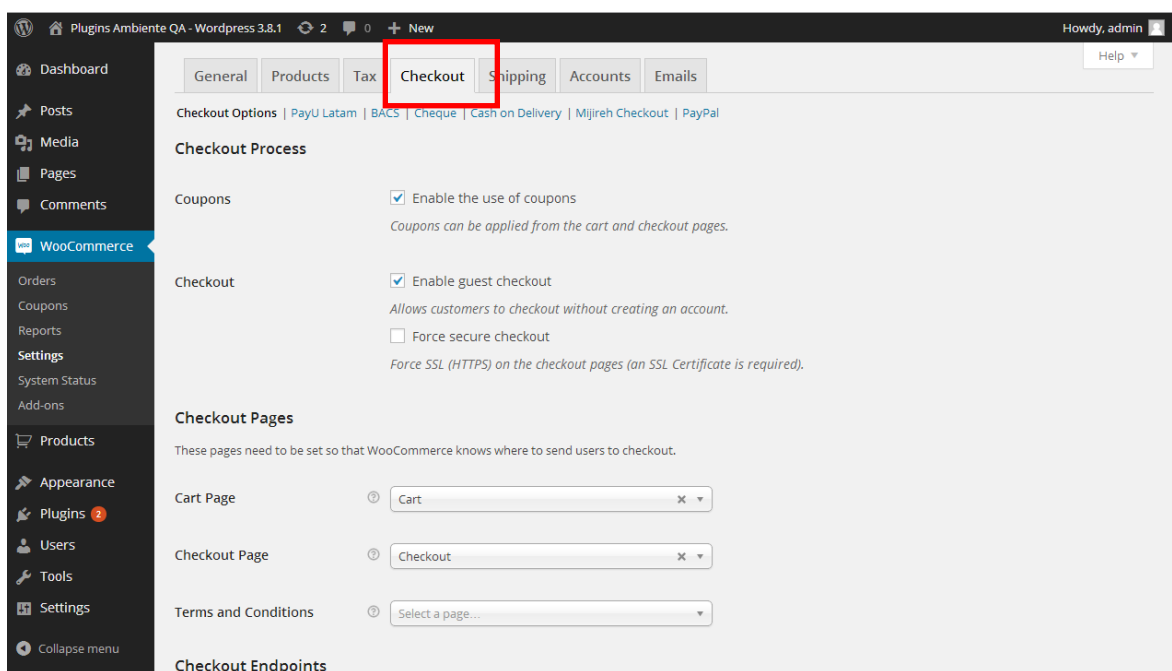 Plugins Ambiente QA - Wordpress 3.8.1 2 0 + New Howdy, admin
Help
Dashboard
Posts
Media
Pages
Comments
WooCommerce
Orders
Coupons
Reports
Settings
System Status
Add-ons
Products
Appearance
Plugins 2
Users
Tools
Settings
Collapse menu
General Products Tax Checkout Shipping Accounts Emails
Checkout Options | PayU Latam | BACS | Cheque | Cash on Delivery | Mijireh Checkout | PayPal
Checkout Process
Coupons Enable the use of coupons
Coupons can be applied from the cart and checkout pages.
Checkout Enable guest checkout
Allows customers to checkout without creating an account.
Force secure checkout
Force SSL (HTTPS) on the checkout pages (an SSL Certificate is required).
Checkout Pages
These pages need to be set so that WooCommerce knows where to send users to checkout.
Cart Page ? Cart
Checkout Page ? Checkout
Terms and Conditions ? Select a page...
Checkout Endpoints